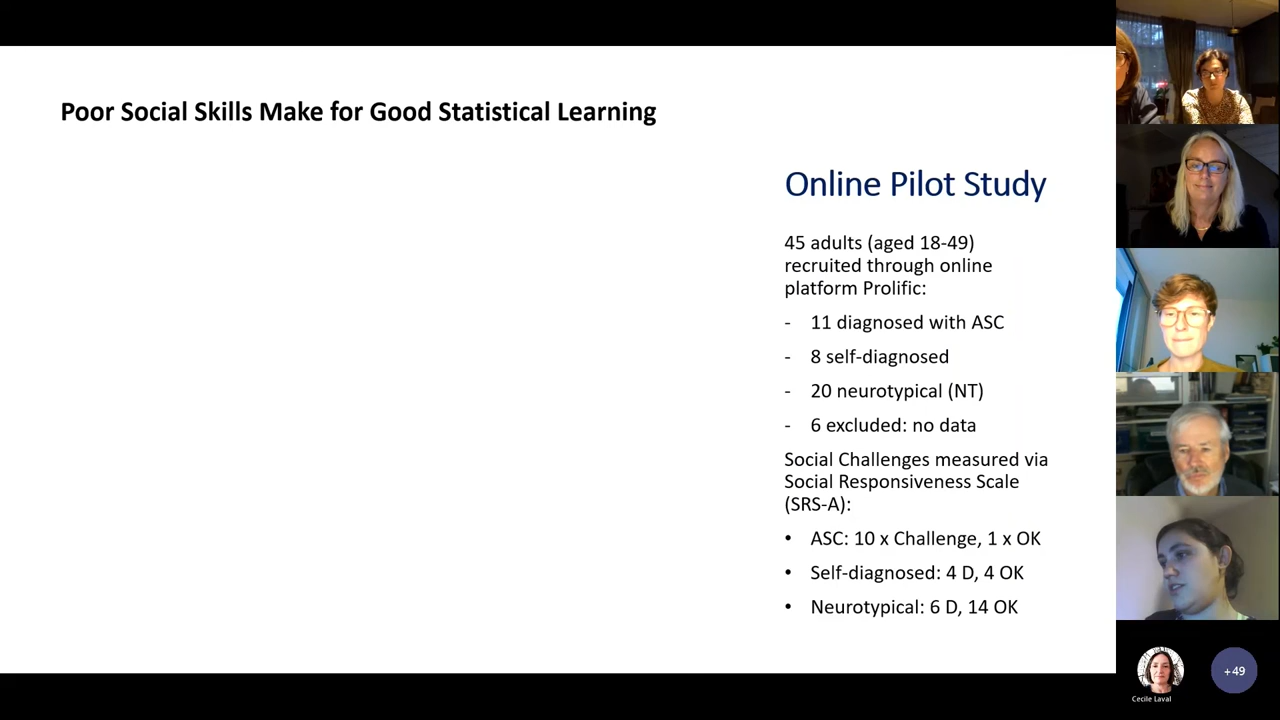 Poor Social Skills Make for Good Statistical Learning
Online Pilot Study
45 adults (aged 18-49)
recruited through online
platform Prolific:
- 11 diagnosed with ASC
- 8 self-diagnosed
- 20 neurotypical (NT)
- 6 excluded: no data
Social Challenges measured via
Social Responsiveness Scale
(SRS-A):
• ASC: 10 x Challenge, 1 x OK
• Self-diagnosed: 4 D, 4 OK
• Neurotypical: 6 D, 14 OK
Cecile Laval
+49